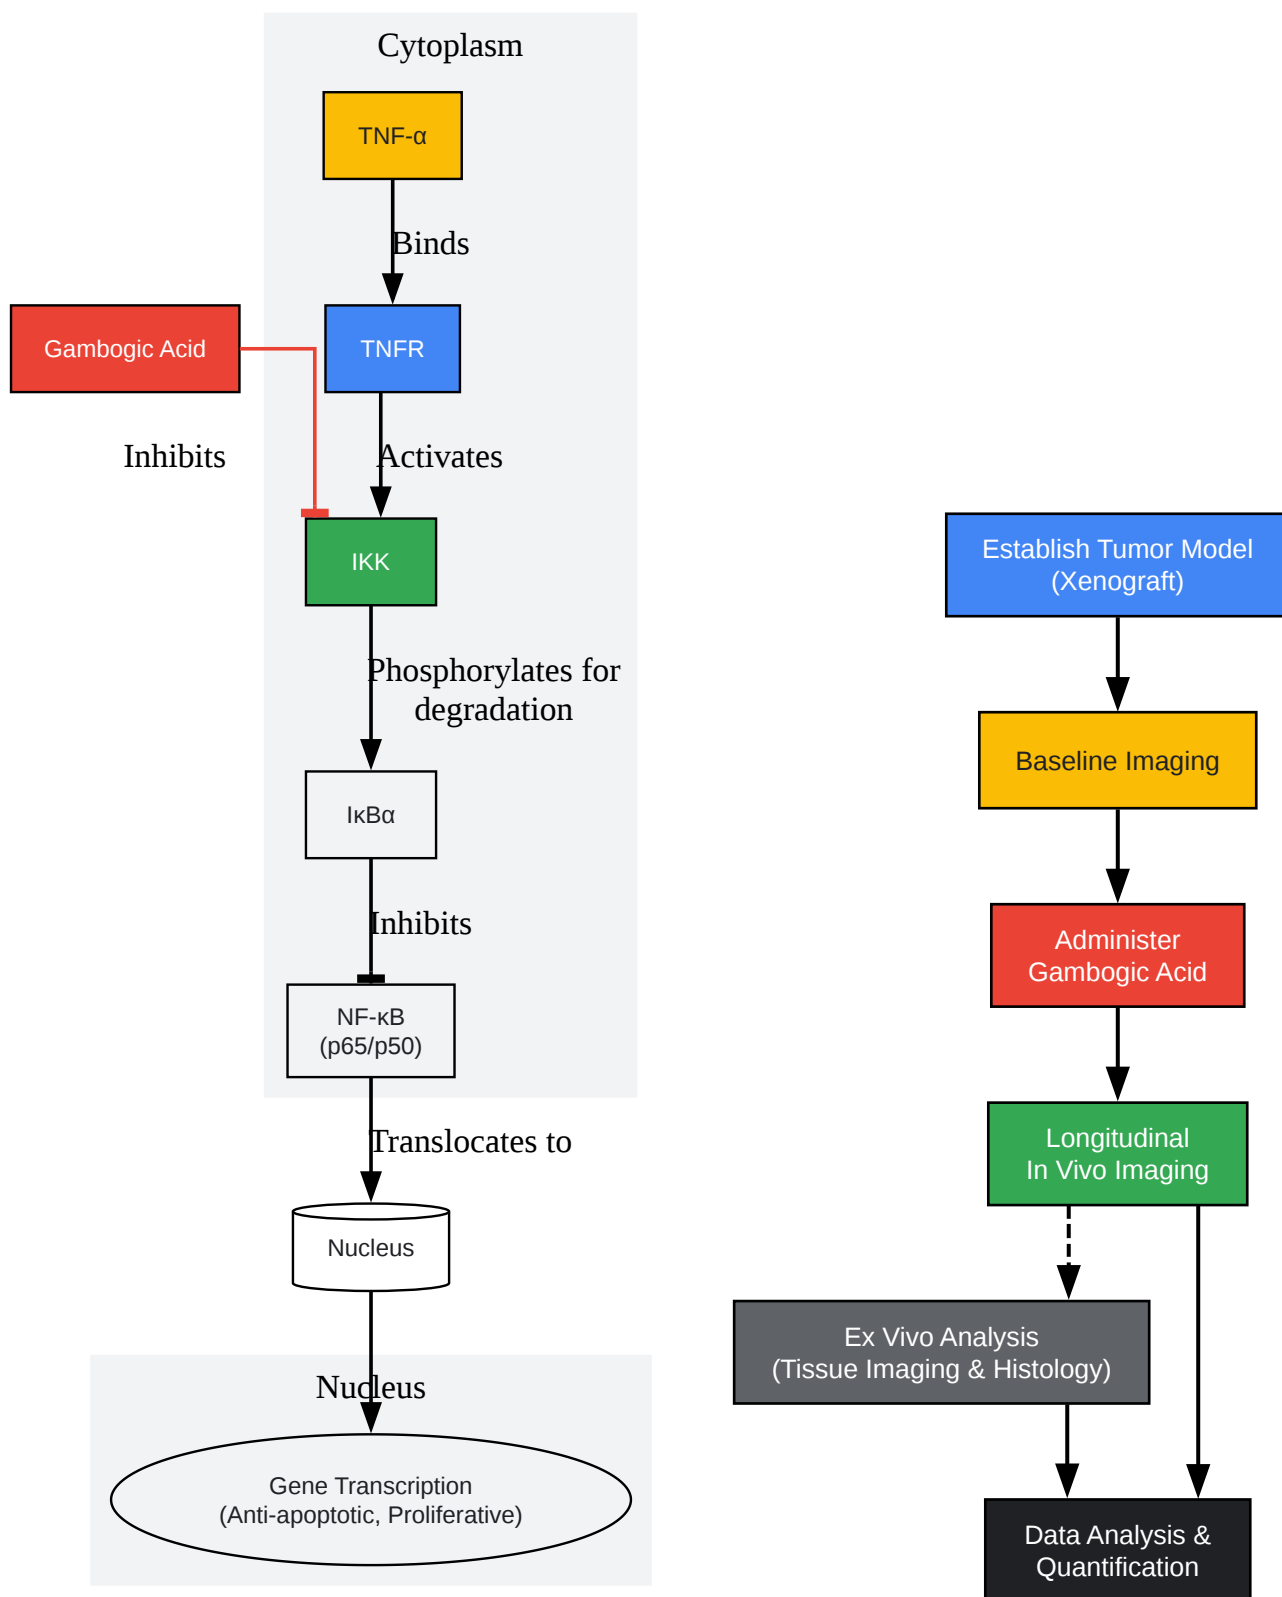 Cytoplasm
TNF-α
Binds
Gambogic Acid
TNFR
Inhibits
Activates
IKK
Phosphorylates for
degradation
IκBα
Inhibits
NF-κB
(p65/p50)
Translocates to
Nucleus
Nucleus
Gene Transcription
(Anti-apoptotic, Proliferative)
Establish Tumor Model
(Xenograft)
Baseline Imaging
Administer
Gambogic Acid
Longitudinal
In Vivo Imaging
Ex Vivo Analysis
(Tissue Imaging & Histology)
Data Analysis &
Quantification